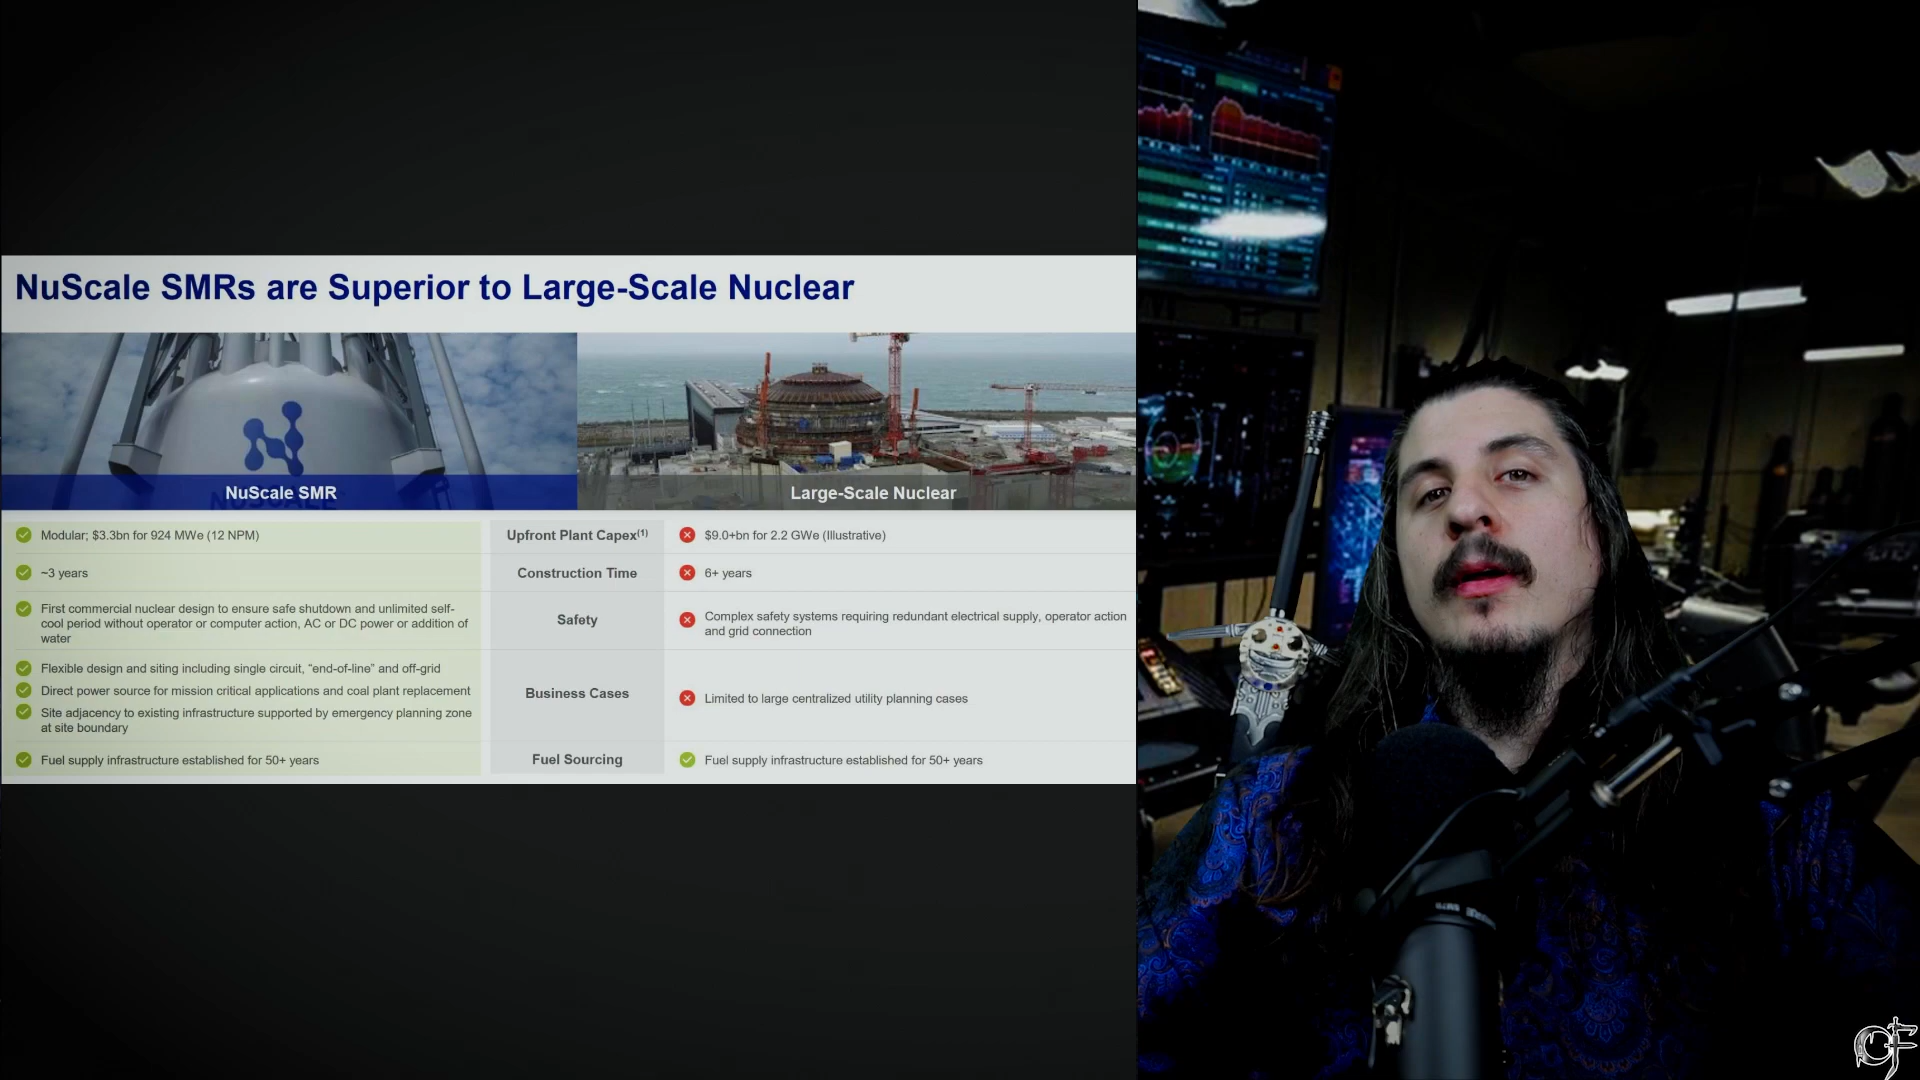 NuScale SMRs are Superior to Large-Scale Nuclear
NuScale SMR
Large-Scale Nuclear
Modular; $3.3bn for 924 MWe (12 NPM)
Upfront Plant Capex(1)
$9.0+bn for 2.2 GWe (Illustrative)
~3 years
Construction Time
6+ years
First commercial nuclear design to ensure safe shutdown and unlimited self-
cool period without operator or computer action, AC or DC power or addition of
water
Safety
Complex safety systems requiring redundant electrical supply, operator action
and grid connection
Flexible design and siting including single circuit, “end-of-line” and off-grid
Direct power source for mission critical applications and coal plant replacement
Site adjacency to existing infrastructure supported by emergency planning zone
at site boundary
Business Cases
Limited to large centralized utility planning cases
Fuel supply infrastructure established for 50+ years
Fuel Sourcing
Fuel supply infrastructure established for 50+ years